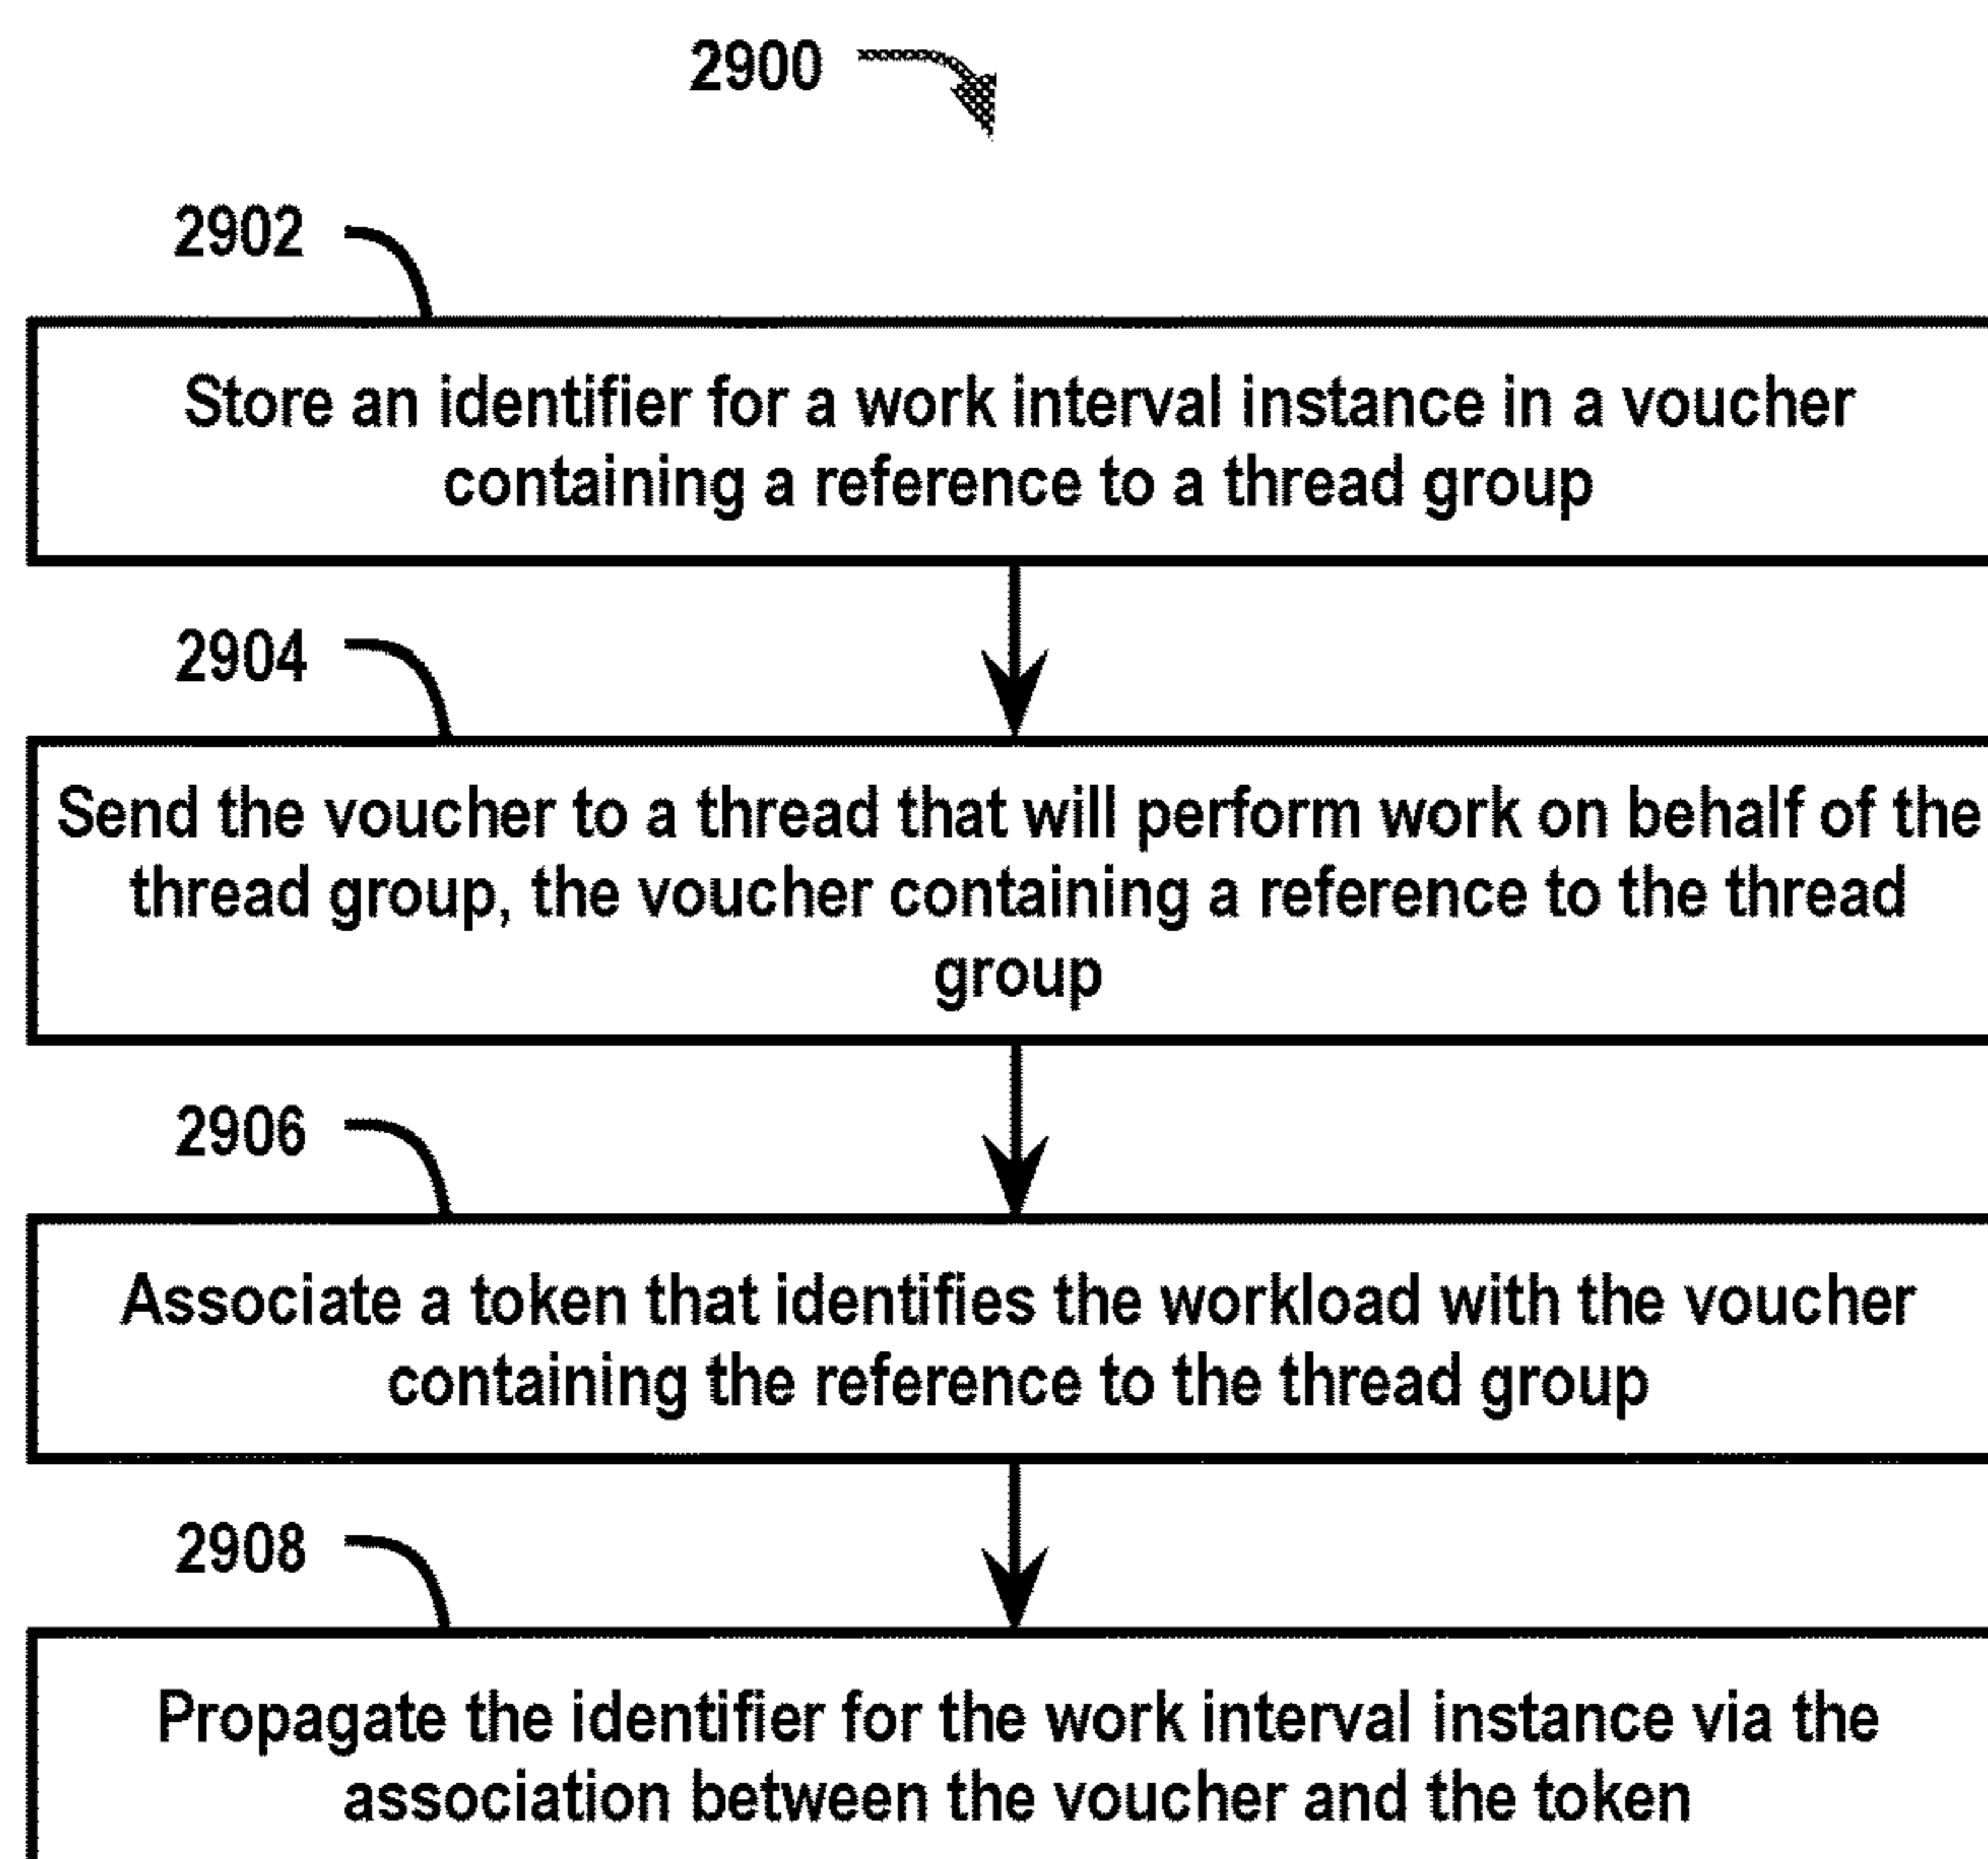 2900
2902
Store an identifier for a work interval instance in a voucher
containing a reference to a thread group
2904
Send the voucher to a thread that will perform work on behalf of the
thread group, the voucher containing a reference to the thread
group
2906
Associate a token that identifies the workload with the voucher
containing the reference to the thread group
2908
Propagate the identifier for the work interval instance via the
association between the voucher and the token